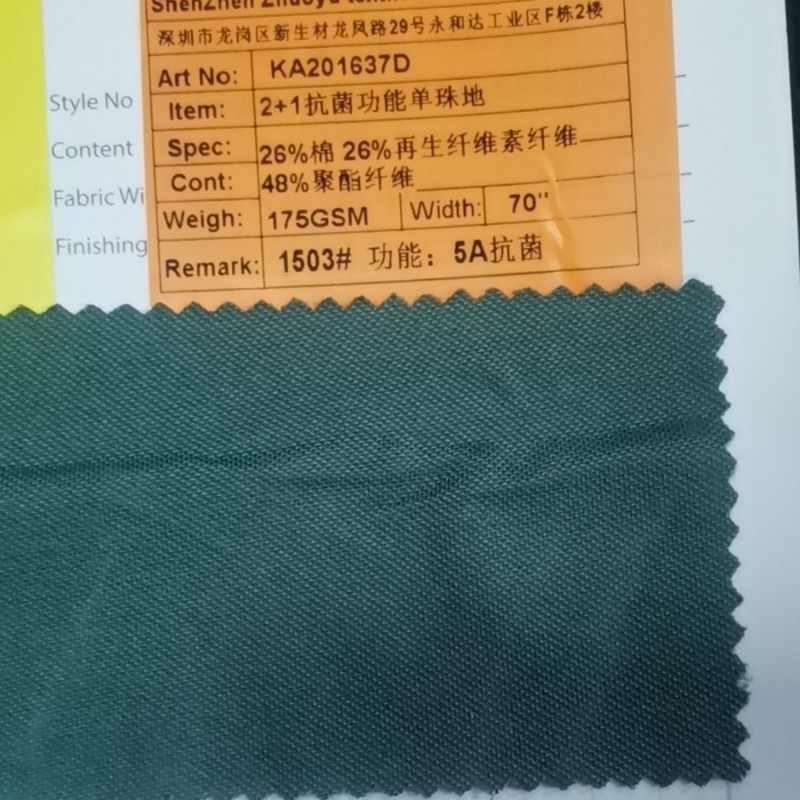 ShenZhen Zhuoyu
深圳市龙岗区新生材龙凤路29号永和达工业区F栋2楼
Art No: KA201637D
Item: 2+1抗菌功能单珠地
Spec: 26%棉 26%再生纤维素纤维
Cont: 48%聚酯纤维
Weigh: 175GSM Width: 70''
Remark: 1503# 功能：5A抗菌
Style No
Content
Fabric Wi
Finishing